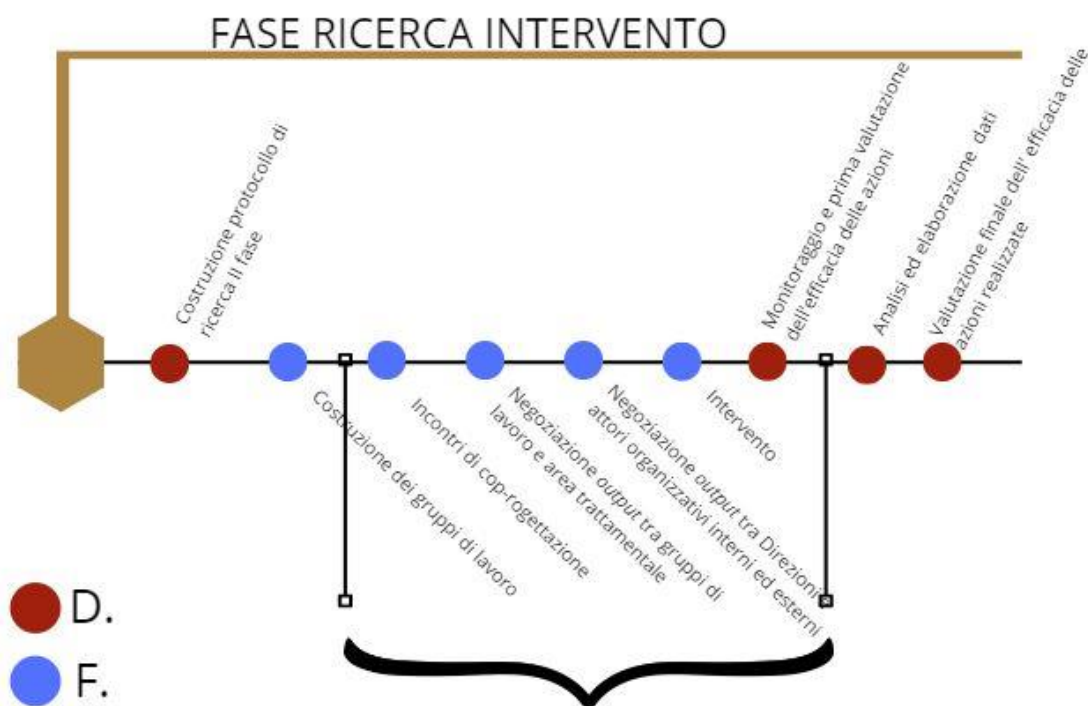 FASE RICERCA INTERVENTO
Costruzione protocollo di
ricerca II fase
Costruzione dei gruppi di lavoro
Incontri di cop-rogettazione
Negoziazione output tra gruppi di
lavoro e area trattamentale
Negoziazione output tra Direzioni
attori organizzativi interni ed esterni
Intervento
Monitoraggio e prima valutazione
dell'efficacia delle azioni
Analisi ed elaborazione dati
Valutazione finale dell' efficacia delle
azioni realizzate
D.
F.